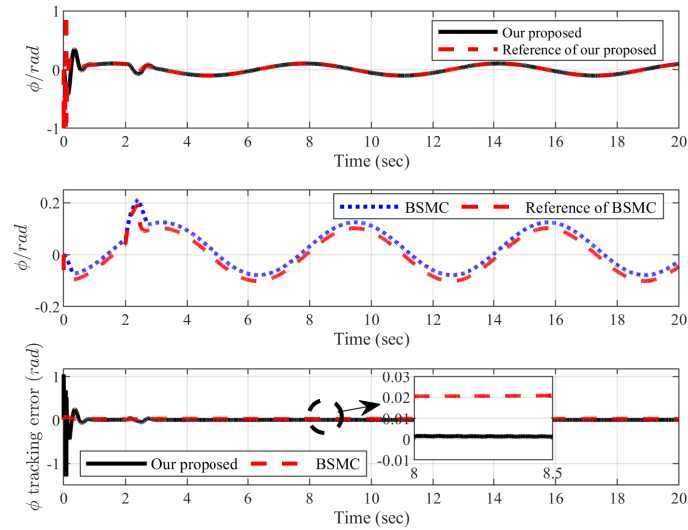 1
Our proposed
Reference of our proposed
ϕ/rad
0
-1
0 2 4 6 8 10 12 14 16 18 20
Time (sec)
0.2
BSMC Reference of BSMC
ϕ/rad
0
-0.2
0 2 4 6 8 10 12 14 16 18 20
Time (sec)
ϕ tracking error (rad)
1
0
-1
0.03
0.02
0.01
0
-0.01
8 8.5
Our proposed BSMC
0 2 4 6 8 10 12 14 16 18 20
Time (sec)